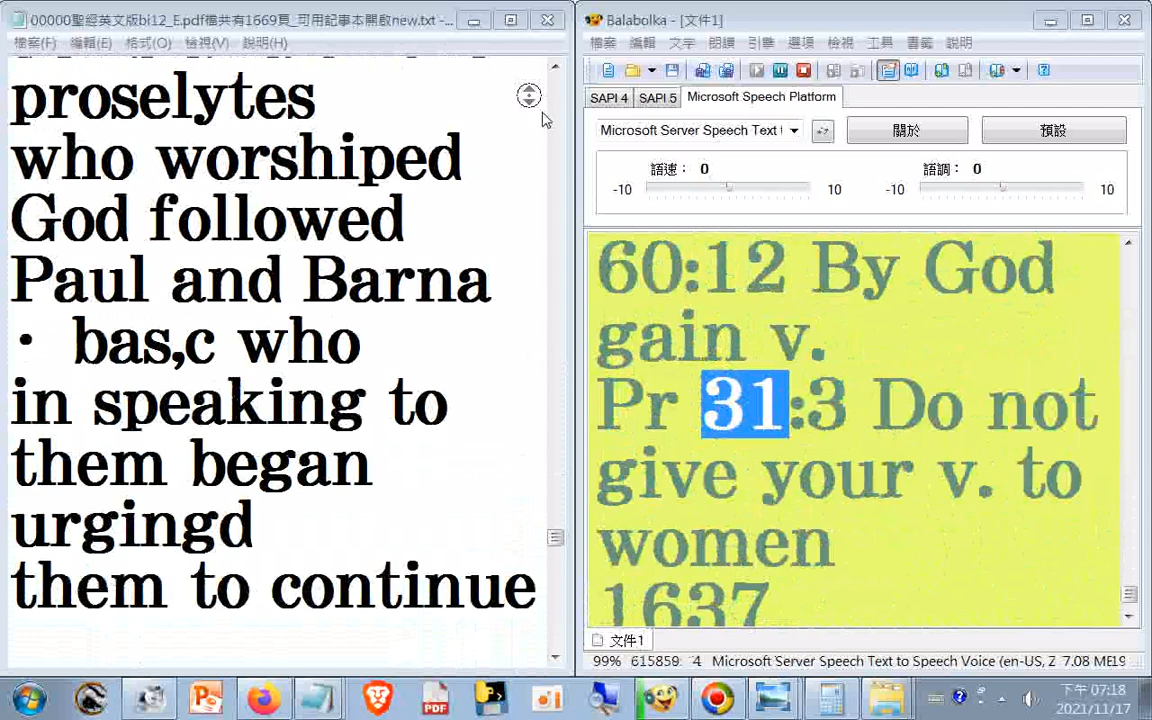 00000聖經英文版bi12_E.pdf檔共有1669頁_可用記事本開啟new.txt -...
檔案(F) 編輯(E) 格式(O) 檢視(V) 說明(H)
proselytes
who worshiped
God followed
Paul and Barna
· bas,c who
in speaking to
them began
urgingd
them to continue
Balabolka - [文件1]
檔案 編輯 文字 朗讀 引擎 選項 檢視 工具 書籤 說明
SAPI 4 SAPI 5 Microsoft Speech Platform
Microsoft Server Speech Text 關於 預設
語速： 0 語調： 0
-10 10 -10 10
60:12 By God
gain v.
Pr 31:3 Do not
give your v. to
women
1637
文件1
99% 615859: 4 Microsoft Server Speech Text to Speech Voice (en-US, Z 7.08 ME19
PDF
下午 07:18
2021/11/17